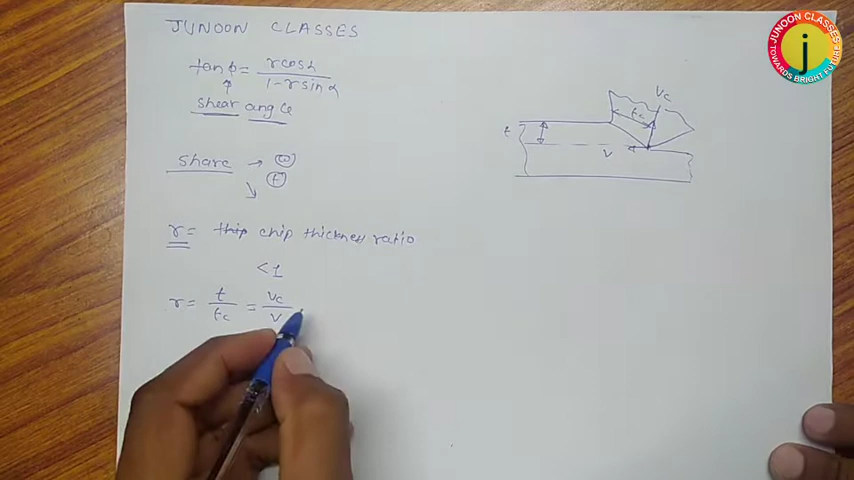 JUNOON CLASSES
tan φ = r cos α / 1 - r sin α
shear angle
share → ω
t
r = thip chip thickness ratio
< 1
r = t / tc = Vc / V
Vc
tc
t
V
JUNOON CLASSES
j
TOWARDS BRIGHT FUTURE